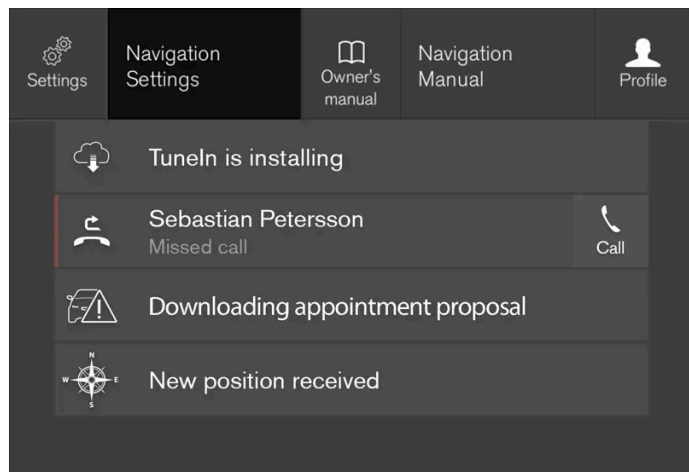 Settings
Navigation
Settings
Owner's
manual
Navigation
Manual
Profile
TuneIn is installing
Sebastian Petersson
Missed call
Call
Downloading appointment proposal
N
W
E
S
New position received